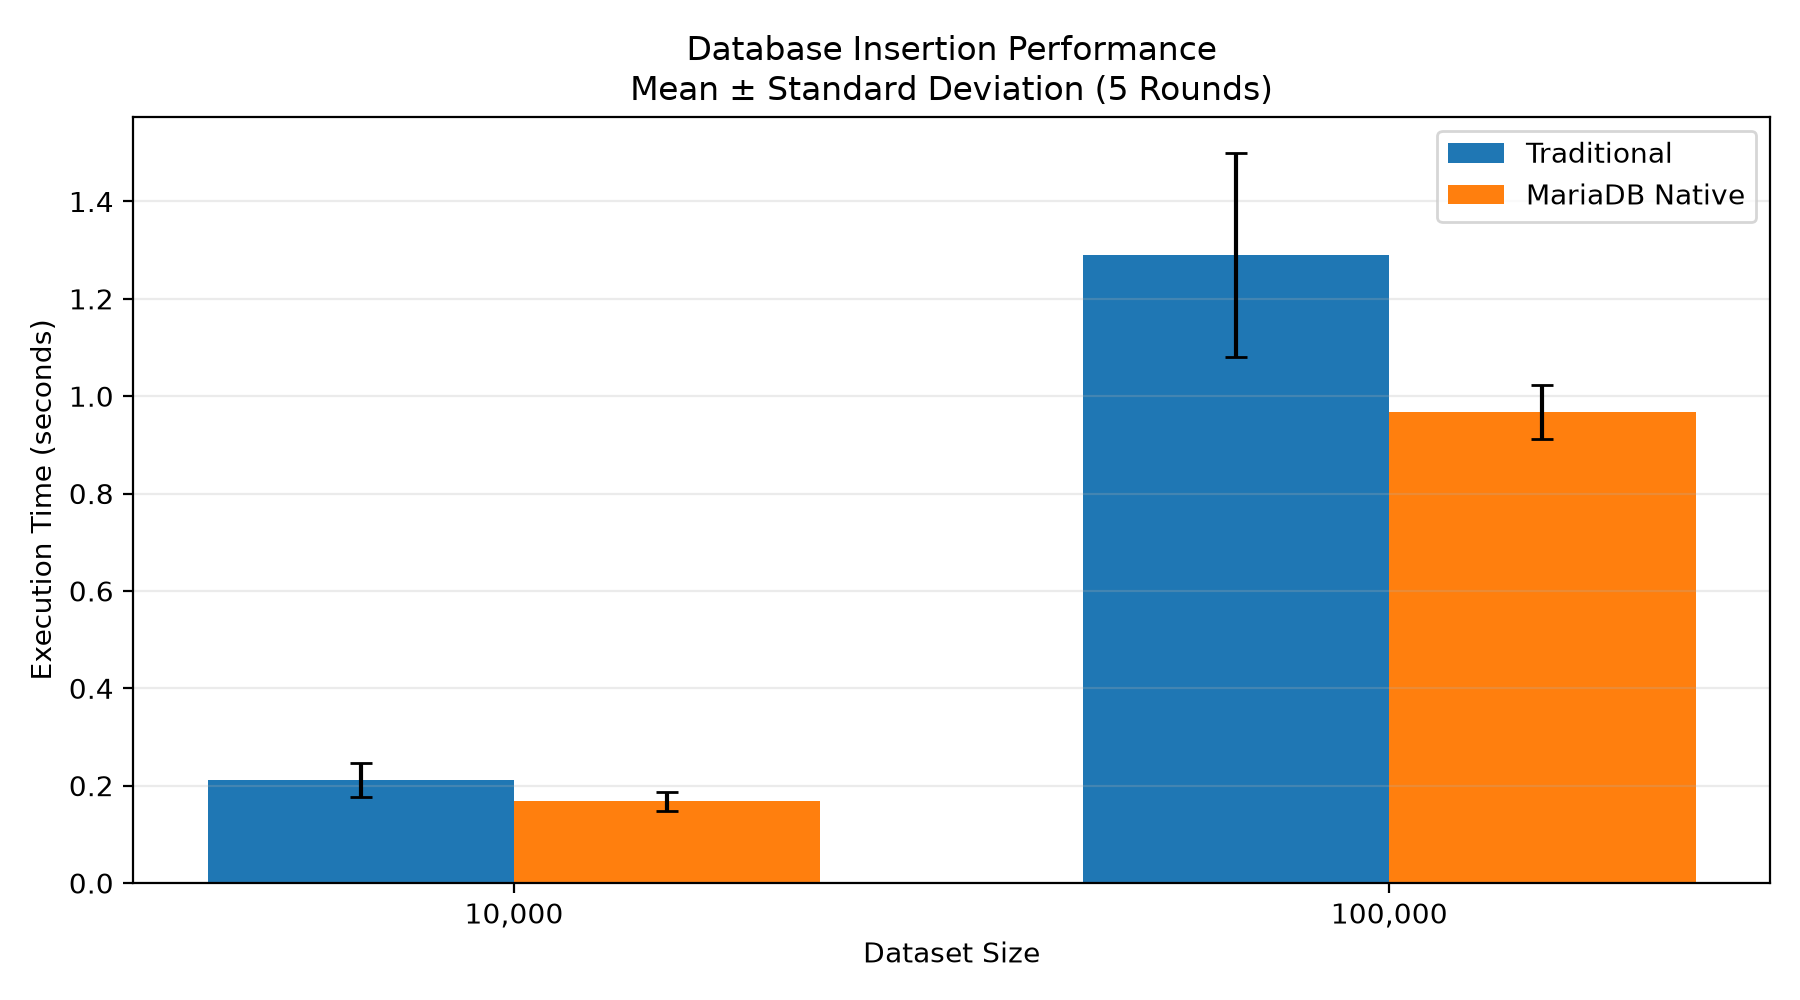 Database Insertion Performance
Mean ± Standard Deviation (5 Rounds)
Traditional
MariaDB Native
Execution Time (seconds)
1.4
1.2
1.0
0.8
0.6
0.4
0.2
0.0
10,000
100,000
Dataset Size